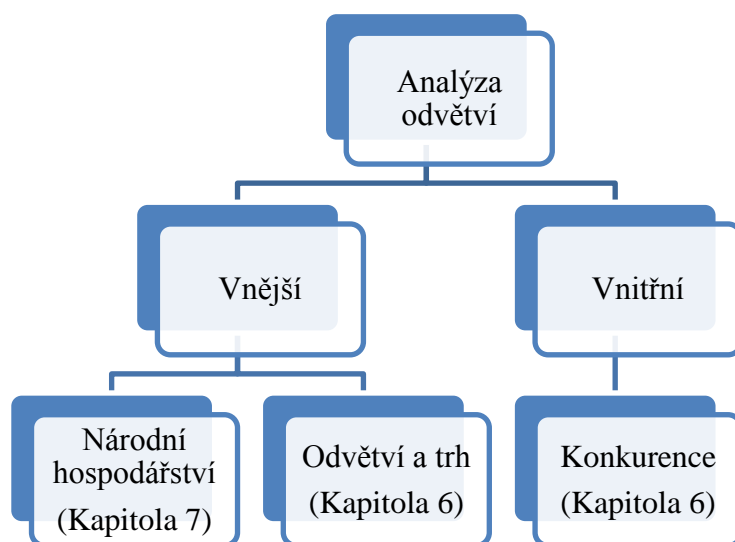 Analýza
odvětví
Vnější
Vnitřní
Národní
hospodářství
(Kapitola 7)
Odvětví a trh
(Kapitola 6)
Konkurence
(Kapitola 6)